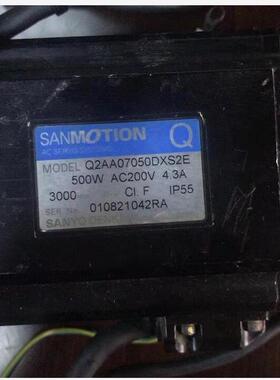 SANMOTION Q
AC SERVO SYSTEMS
MODEL Q2AA07050DXS2E
500W AC200V 4.3A
3000 CI. F IP55
SER. No. 010821042RA
SANYO DENKI